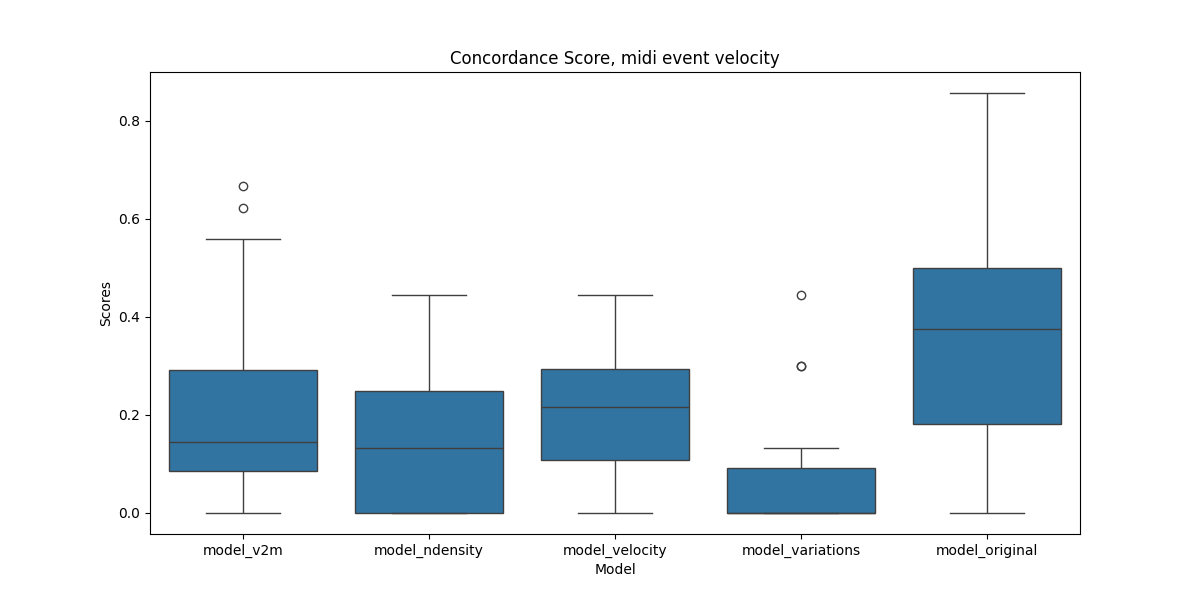 Concordance Score, midi event velocity
Scores
0.8
0.6
0.4
0.2
0.0
model_v2m
model_ndensity
model_velocity
model_variations
model_original
Model